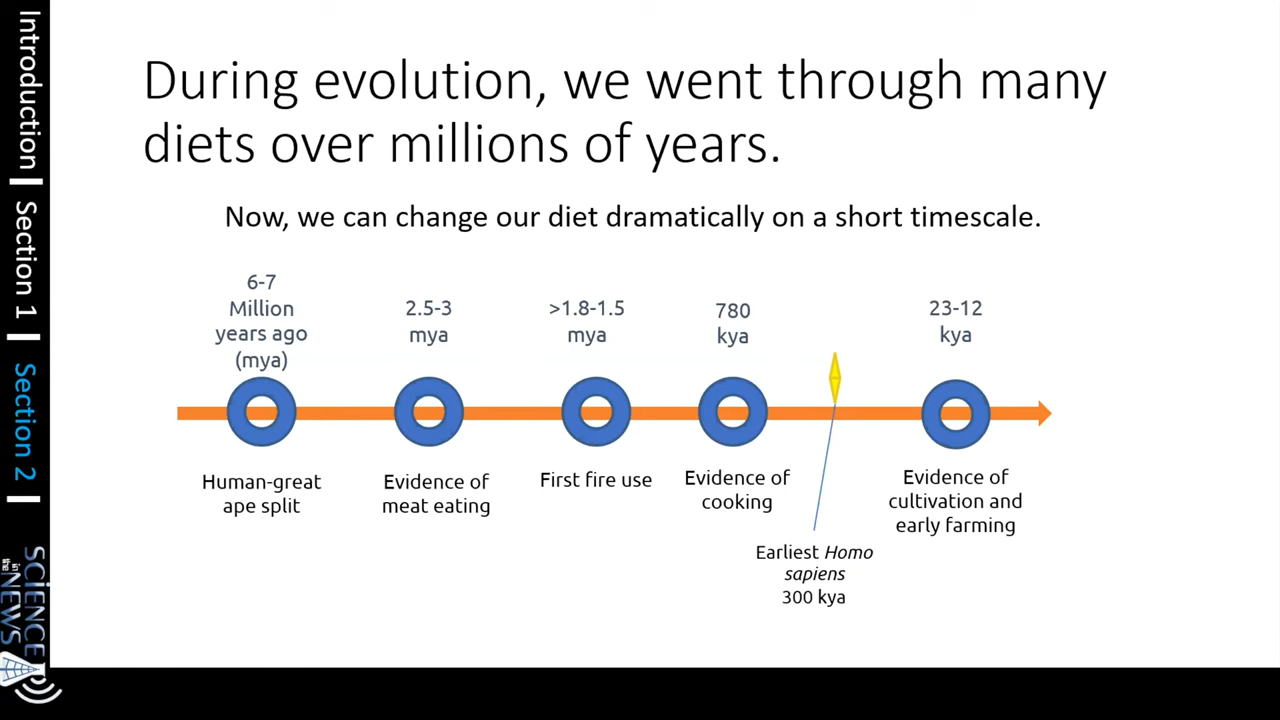 During evolution, we went through many
diets over millions of years.
Now, we can change our diet dramatically on a short timescale.
6-7
Million
years ago
(mya)
2.5-3
mya
>1.8-1.5
mya
780
kya
23-12
kya
Human-great
ape split
Evidence of
meat eating
First fire use
Evidence of
cooking
Evidence of
cultivation and
early farming
Earliest Homo
sapiens
300 kya
Introduction
Section 1
Section 2
SCIENCE
in
the
NEWS